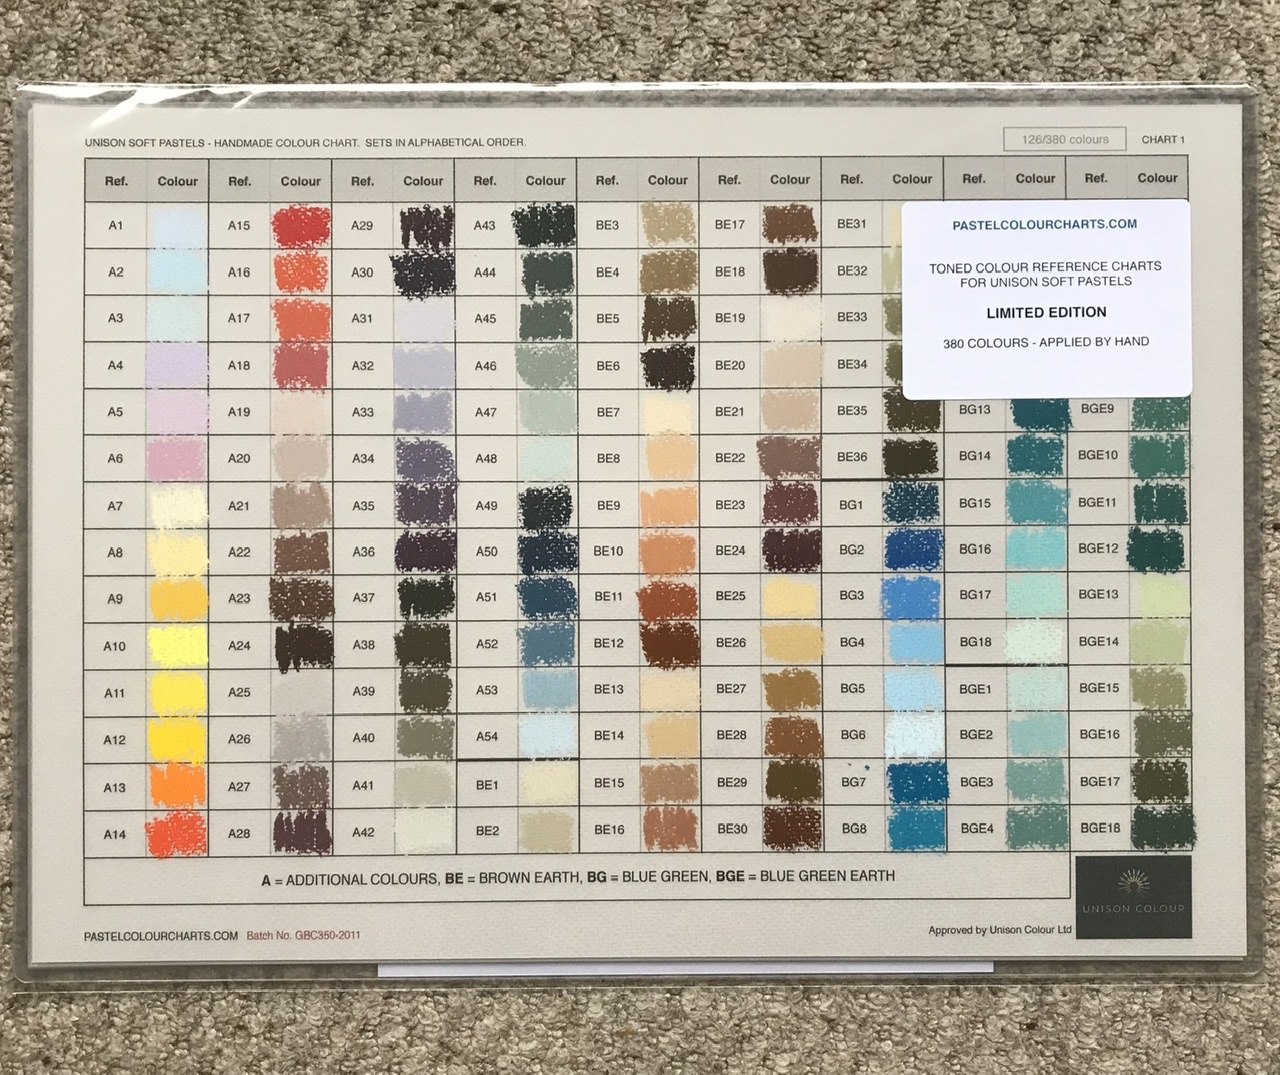 UNISON SOFT PASTELS - HANDMADE COLOUR CHART. SETS IN ALPHABETICAL ORDER.
126/380 colours
CHART 1
Ref. Colour Ref. Colour Ref. Colour Ref. Colour Ref. Colour Ref. Colour Ref. Colour Ref. Colour Ref. Colour
A1 A15 A29 A43 BE3 BE17 BE31
A2 A16 A30 A44 BE4 BE18 BE32
A3 A17 A31 A45 BE5 BE19 BE33
A4 A18 A32 A46 BE6 BE20 BE34
PASTELCOLOURCHARTS.COM
TONED COLOUR REFERENCE CHARTS
FOR UNISON SOFT PASTELS
LIMITED EDITION
380 COLOURS - APPLIED BY HAND
A5 A19 A33 A47 BE7 BE21 BE35 BG13 BGE9
A6 A20 A34 A48 BE8 BE22 BE36 BG14 BGE10
A7 A21 A35 A49 BE9 BE23 BG1 BG15 BGE11
A8 A22 A36 A50 BE10 BE24 BG2 BG16 BGE12
A9 A23 A37 A51 BE11 BE25 BG3 BG17 BGE13
A10 A24 A38 A52 BE12 BE26 BG4 BG18 BGE14
A11 A25 A39 A53 BE13 BE27 BG5 BGE1 BGE15
A12 A26 A40 A54 BE14 BE28 BG6 BGE2 BGE16
A13 A27 A41 BE1 BE15 BE29 BG7 BGE3 BGE17
A14 A28 A42 BE2 BE16 BE30 BG8 BGE4 BGE18
A = ADDITIONAL COLOURS, BE = BROWN EARTH, BG = BLUE GREEN, BGE = BLUE GREEN EARTH
UNISON COLOUR
PASTELCOLOURCHARTS.COM Batch No. GBC350-2011
Approved by Unison Colour Ltd